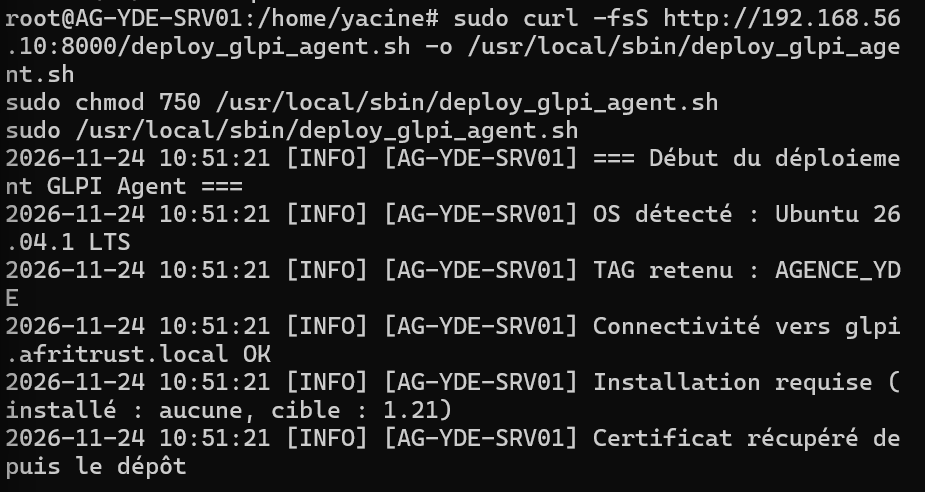 root@AG-YDE-SRV01:/home/yacine# sudo curl -fsS http://192.168.56
.10:8000/deploy_glpi_agent.sh -o /usr/local/sbin/deploy_glpi_age
nt.sh
sudo chmod 750 /usr/local/sbin/deploy_glpi_agent.sh
sudo /usr/local/sbin/deploy_glpi_agent.sh
2026-11-24 10:51:21 [INFO] [AG-YDE-SRV01] === Début du déploieme
nt GLPI Agent ===
2026-11-24 10:51:21 [INFO] [AG-YDE-SRV01] OS détecté : Ubuntu 26
.04.1 LTS
2026-11-24 10:51:21 [INFO] [AG-YDE-SRV01] TAG retenu : AGENCE_YD
E
2026-11-24 10:51:21 [INFO] [AG-YDE-SRV01] Connectivité vers glpi
.afritrust.local OK
2026-11-24 10:51:21 [INFO] [AG-YDE-SRV01] Installation requise (
installé : aucune, cible : 1.21)
2026-11-24 10:51:21 [INFO] [AG-YDE-SRV01] Certificat récupéré de
puis le dépôt